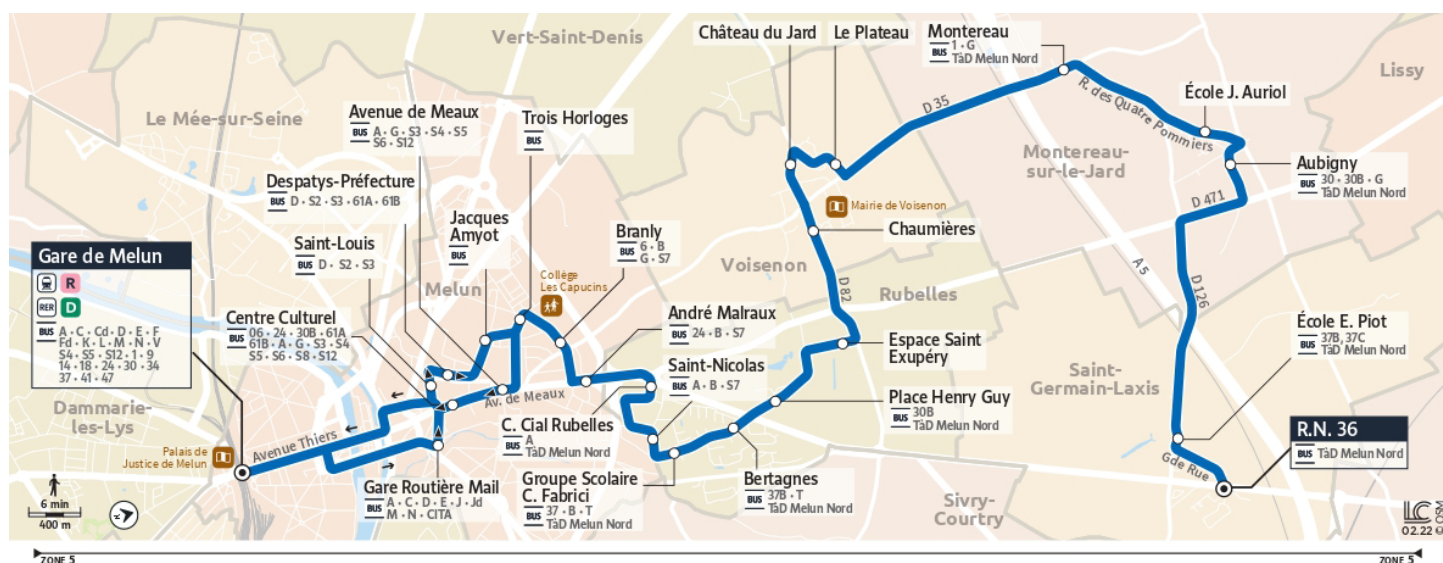 Vert-Saint-Denis
Château du Jard
Le Plateau
Montereau
BUS 1 • G
TàD Melun Nord
Lissy
Le Mée-sur-Seine
Avenue de Meaux
BUS A • G • S3 • S4 • S5
S6 • S12
Trois Horloges
BUS
D 35
R. des Quatre Pommiers
École J. Auriol
Montereau-
sur-le-Jard
Aubigny
BUS 30 • 30B • G
TàD Melun Nord
Despatys-Préfecture
BUS D • S2 • S3 • 61A • 61B
Jacques
Amyot
BUS
Branly
BUS 6 • B
G • S7
Mairie de Voisenon
D 471
Chaumières
Saint-Louis
BUS D • S2 • S3
Gare de Melun
R
RER D
BUS A • C • Cd • D • E • F
Fd • K • L • M • N • V
S4 • S5 • S12 • 1 • 9
14 • 18 • 24 • 30 • 34
37 • 41 • 47
Melun
Collège
Les Capucins
Voisenon
D 82
Rubelles
A 5
D 126
Centre Culturel
BUS 06 • 24 • 30B • 61A
61B • A • G • S3 • S4
S5 • S6 • S8 • S12
André Malraux
BUS 24 • B • S7
Espace Saint
Exupéry
École E. Piot
BUS 37B, 37C
TàD Melun Nord
Saint-Nicolas
BUS A • B • S7
Saint-
Germain-Laxis
Av. de Meaux
Place Henry Guy
BUS 30B
TàD Melun Nord
Dammarie-
les-Lys
C. Cial Rubelles
BUS A
TàD Melun Nord
R.N. 36
BUS TàD Melun Nord
Avenue Thiers
Palais de
Justice de Melun
Gde Rue
Gare Routière Mail
BUS A • C • D • E • J • Jd
M • N • CITA
Groupe Scolaire
C. Fabrici
BUS 37 • B • T
TàD Melun Nord
Bertagnes
BUS 37B • T
TàD Melun Nord
Sivry-
Courtry
6 min
400 m
LC
02.22 © OSM
ZONE 5
ZONE 5